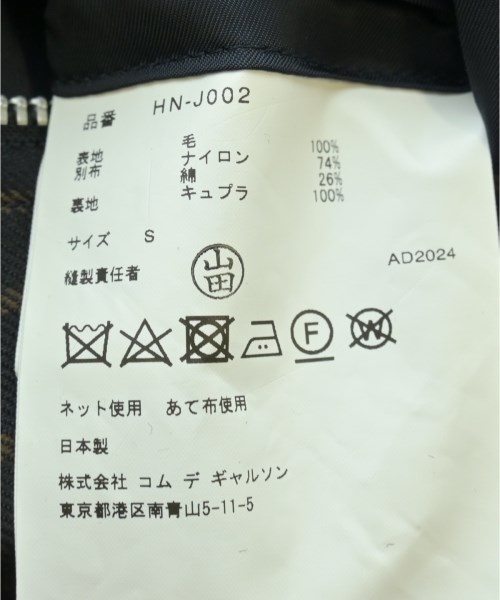 品番 HN-J002
毛 100%
表地 ナイロン 74%
別布 綿 26%
裏地 キュプラ 100%
サイズ S
縫製責任者 山田
AD2024
F W
ネット使用 あて布使用
日本製
株式会社 コム デ ギャルソン
東京都港区南青山5-11-5